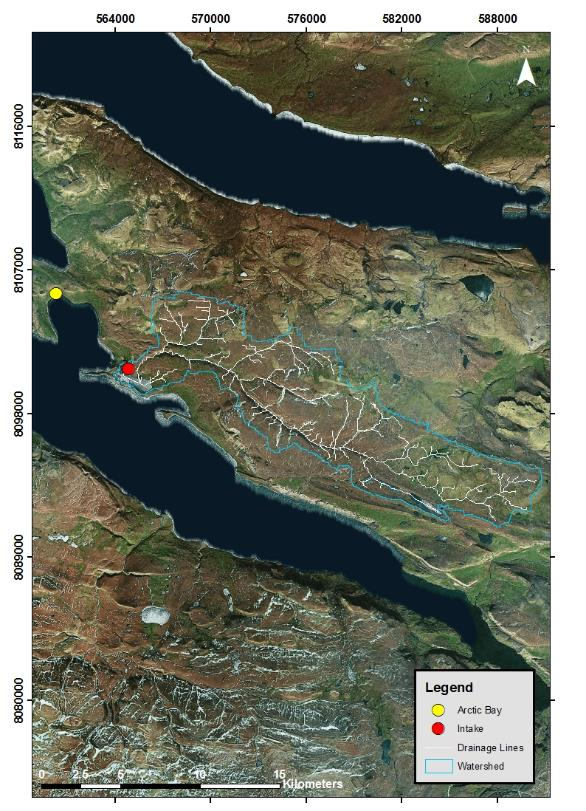 564000 570000 576000 582000 588000
N
8116000
8107000
8098000
8089000
8080000
Legend
Arctic Bay
Intake
Drainage Lines
Watershed
0 2.5 5 10 15
Kilometers